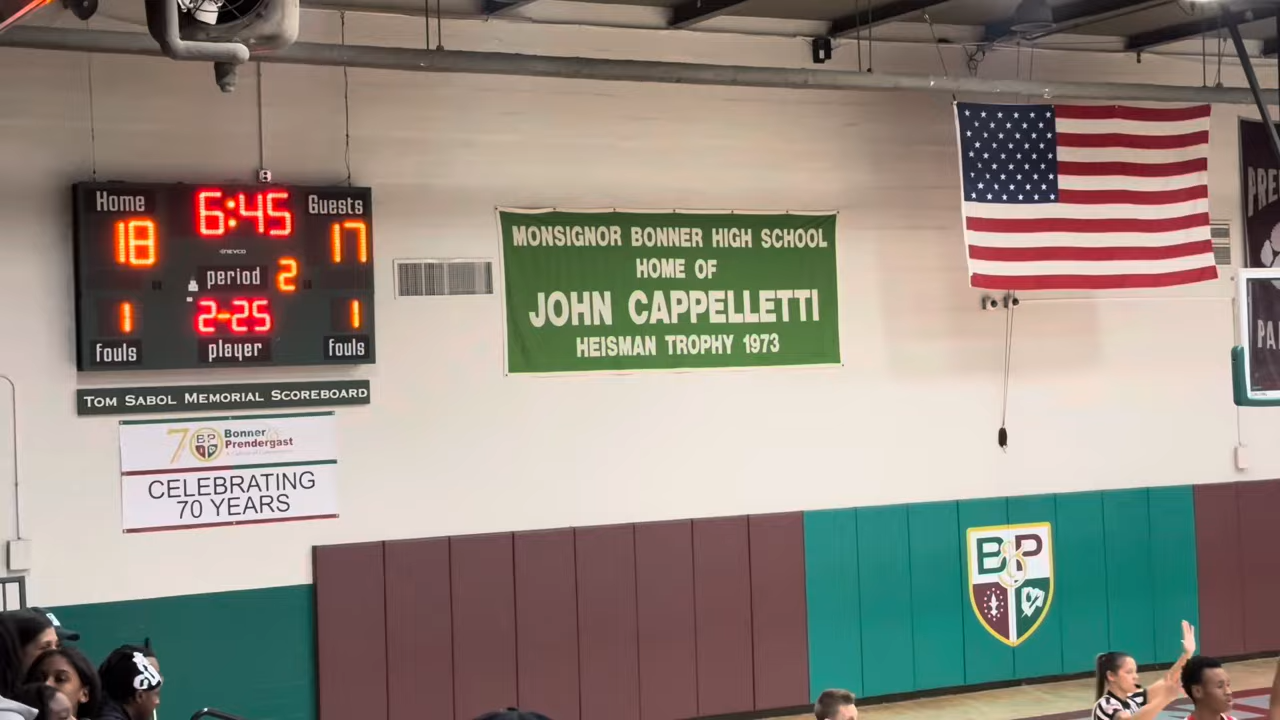 Home 6:45 Guests
18 17
NEVCO
period 2
1 2-25 1
fouls player fouls
TOM SABOL MEMORIAL SCOREBOARD
70 BP Bonner
Prendergast
CELEBRATING
70 YEARS
MONSIGNOR BONNER HIGH SCHOOL
HOME OF
JOHN CAPPELLETTI
HEISMAN TROPHY 1973
B&P